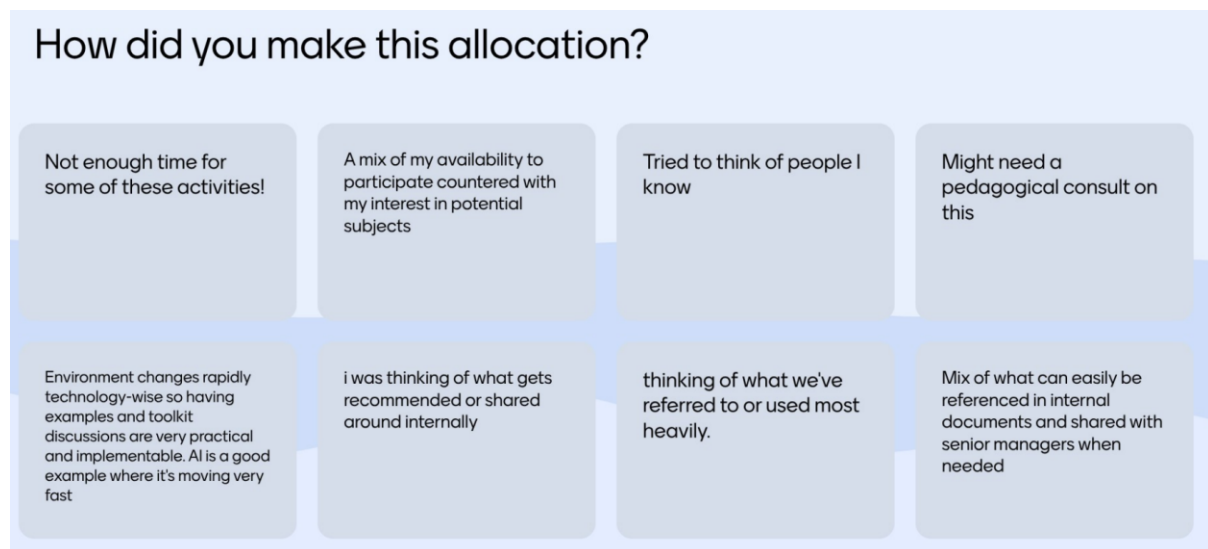 How did you make this allocation?
Not enough time for
some of these activities!
A mix of my availability to
participate countered with
my interest in potential
subjects
Tried to think of people I
know
Might need a
pedagogical consult on
this
Environment changes rapidly
technology-wise so having
examples and toolkit
discussions are very practical
and implementable. AI is a good
example where it's moving very
fast
i was thinking of what gets
recommended or shared
around internally
thinking of what we've
referred to or used most
heavily.
Mix of what can easily be
referenced in internal
documents and shared with
senior managers when
needed